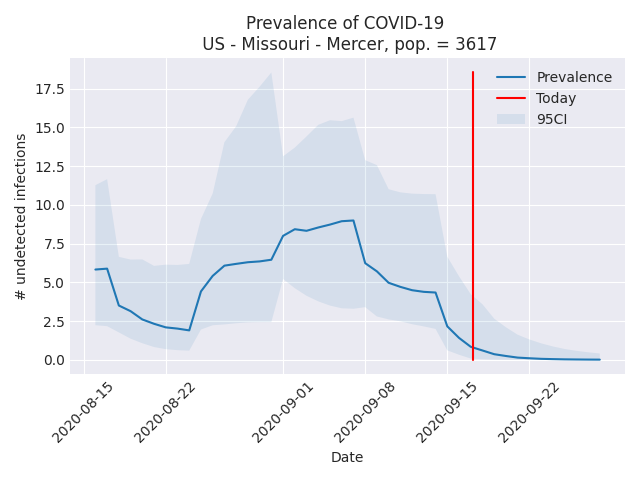 Prevalence of COVID-19
US - Missouri - Mercer, pop. = 3617
Prevalence
Today
95CI
# undetected infections
17.5
15.0
12.5
10.0
7.5
5.0
2.5
0.0
2020-08-15
2020-08-22
2020-09-01
2020-09-08
2020-09-15
2020-09-22
Date